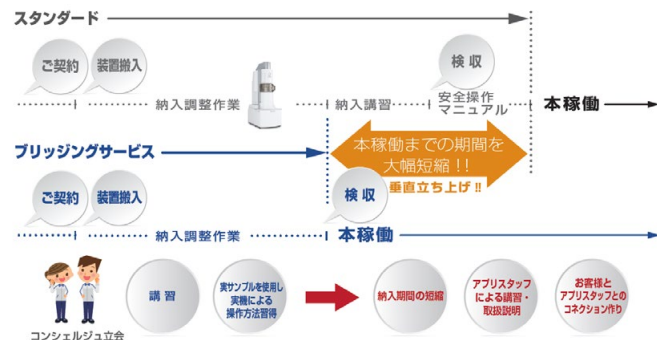 スタンダード
ご契約
装置搬入
検収
納入調整作業
納入講習
安全操作
マニュアル
本稼働
本稼働までの期間を
大幅短縮!!
垂直立ち上げ!!
ブリッジングサービス
ご契約
装置搬入
検収
納入調整作業
本稼働
講習
実サンプルを使用し
実機による
操作方法習得
納入期間の短縮
アプリスタッフ
による講習・
取扱説明
お客様と
アプリスタッフとの
コネクション作り
コンシェルジュ立会